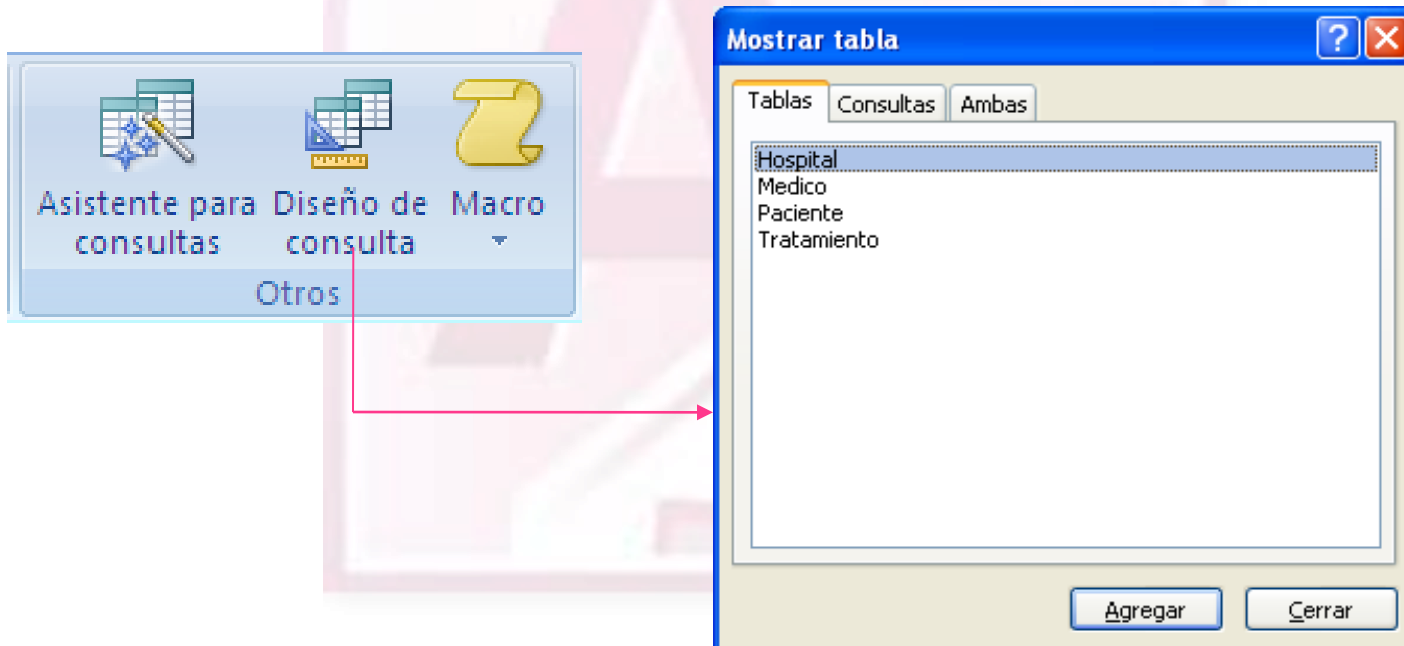 Asistente para
consultas
Diseño de
consulta
Macro
Otros
Mostrar tabla
Tablas Consultas Ambas
Hospital
Medico
Paciente
Tratamiento
Agregar Cerrar